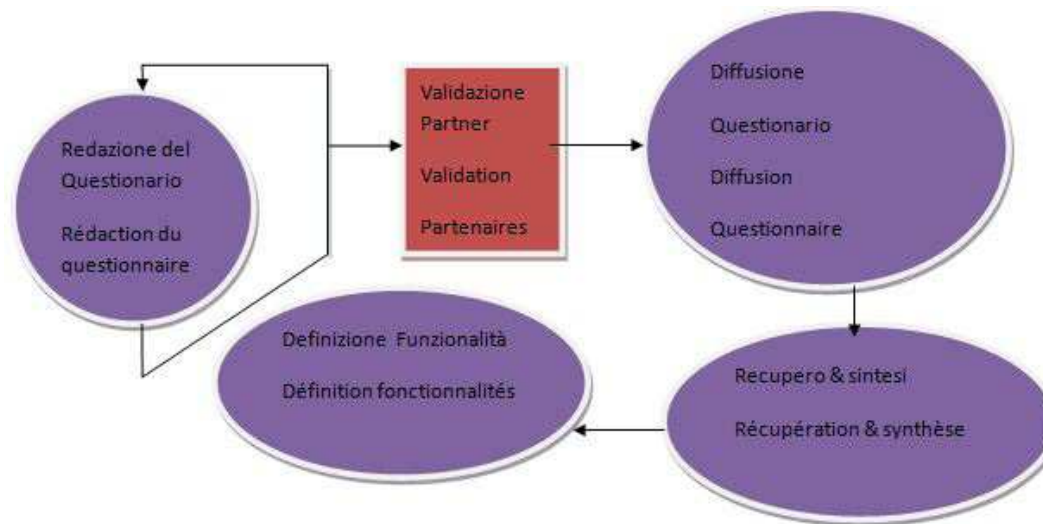 Redazione del
Questionario
Rédaction du
questionnaire
Validazione
Partner
Validation
Partenaires
Diffusione
Questionario
Diffusion
Questionnaire
Recupero & sintesi
Récupération & synthèse
Definizione Funzionalità
Définition fonctionnalités